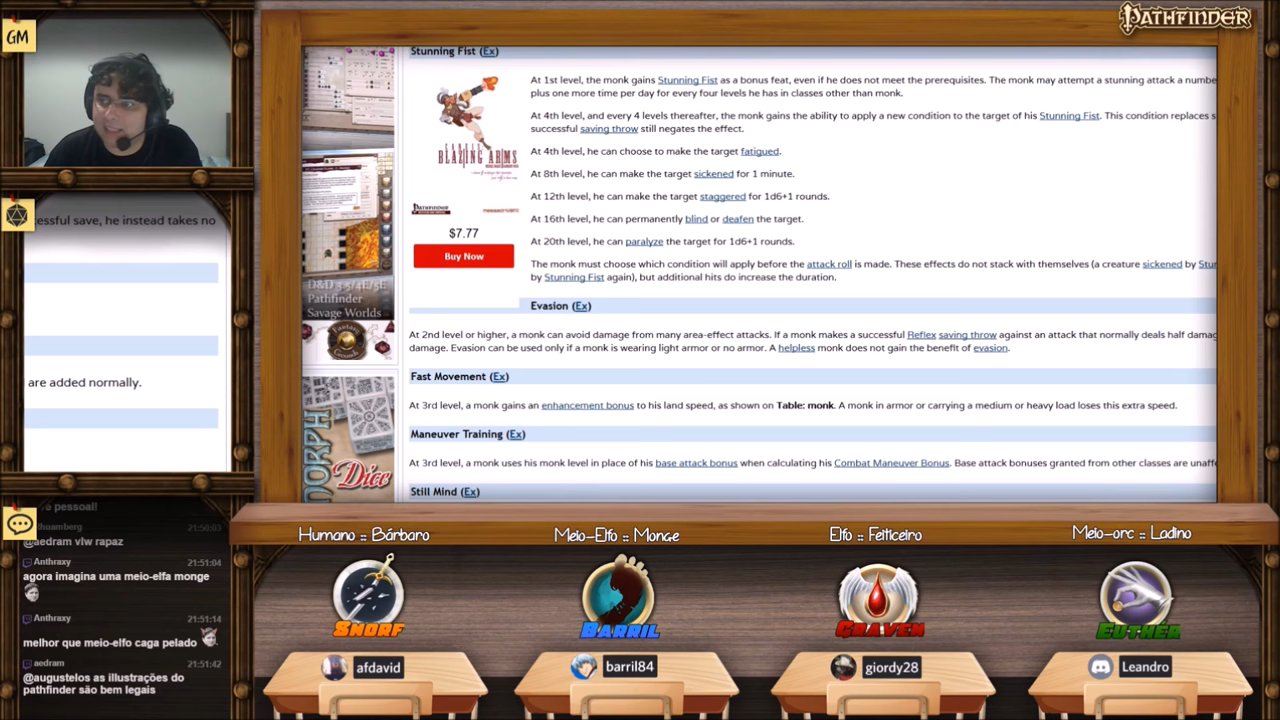 GM
PATHFINDER
Stunning Fist (Ex)
At 1st level, the monk gains Stunning Fist as a bonus feat, even if he does not meet the prerequisites. The monk may attempt a stunning attack a numbe
plus one more time per day for every four levels he has in classes other than monk.
At 4th level, and every 4 levels thereafter, the monk gains the ability to apply a new condition to the target of his Stunning Fist. This condition replaces s
successful saving throw still negates the effect.
At 4th level, he can choose to make the target fatigued.
At 8th level, he can make the target sickened for 1 minute.
At 12th level, he can make the target staggered for 1d6+1 rounds.
At 16th level, he can permanently blind or deafen the target.
At 20th level, he can paralyze the target for 1d6+1 rounds.
The monk must choose which condition will apply before the attack roll is made. These effects do not stack with themselves (a creature sickened by Stur
by Stunning Fist again), but additional hits do increase the duration.
BLAZING ARMS
PATHFINDER
$7.77
Buy Now
Evasion (Ex)
At 2nd level or higher, a monk can avoid damage from many area-effect attacks. If a monk makes a successful Reflex saving throw against an attack that normally deals half damag
damage. Evasion can be used only if a monk is wearing light armor or no armor. A helpless monk does not gain the benefit of evasion.
Fast Movement (Ex)
At 3rd level, a monk gains an enhancement bonus to his land speed, as shown on Table: monk. A monk in armor or carrying a medium or heavy load loses this extra speed.
Maneuver Training (Ex)
At 3rd level, a monk uses his monk level in place of his base attack bonus when calculating his Combat Maneuver Bonus. Base attack bonuses granted from other classes are unaffe
Still Mind (Ex)
D&D 3.5/4E/5E
Pathfinder
Savage Worlds
MORPH
Dice
cessful save, he instead takes no
are added normally.
pessoal!
huamberg 21:50:03
@aedram vlw rapaz
Anthraxy 21:51:04
agora imagina uma meio-elfa monge
Anthraxy 21:51:14
melhor que meio-elfo caga pelado
aedram 21:51:42
@augustelos as illustrações do
pathfinder são bem legais
Humano :: Bárbaro
SNORF
afdavid
Meio-Elfo :: Monge
BARRIL
barril84
Elfo :: Feiticeiro
GRAVEN
giordy28
Meio-orc :: Ladino
EUTHER
Leandro